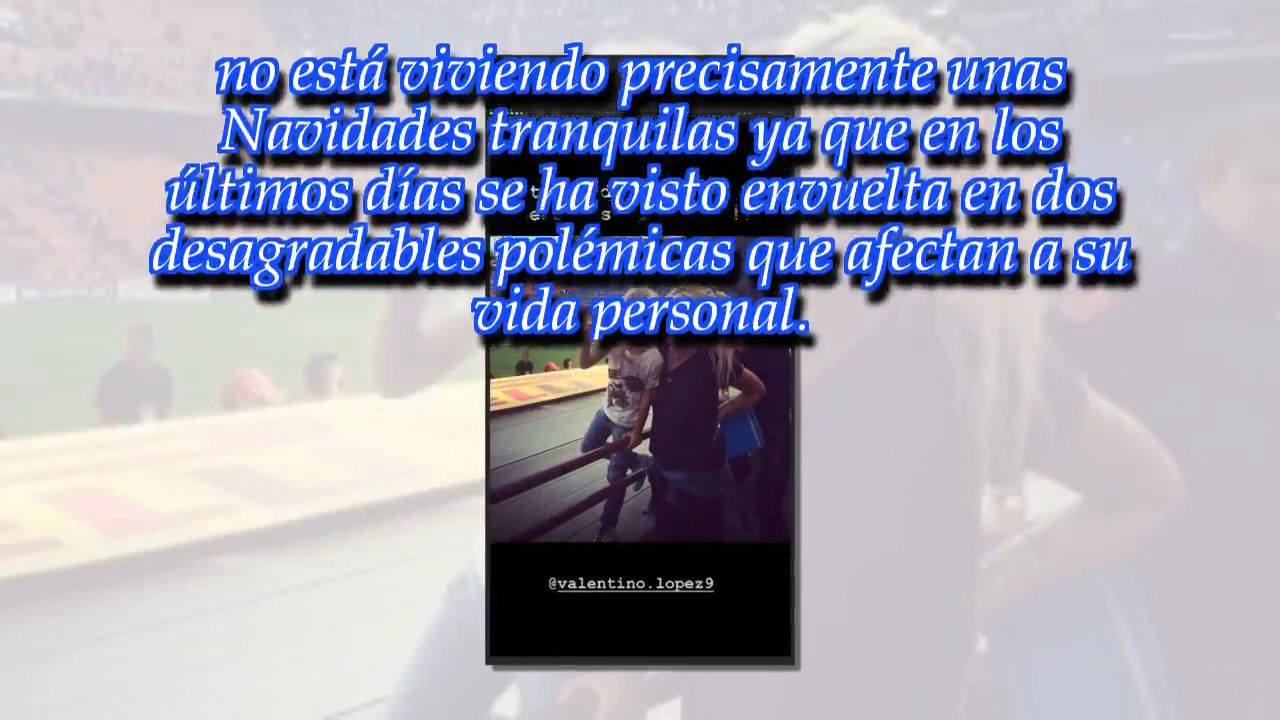 no está viviendo precisamente unas
Navidades tranquilas ya que en los
últimos días se ha visto envuelta en dos
desagradables polémicas que afectan a su
vida personal.
@valentino.lopez9